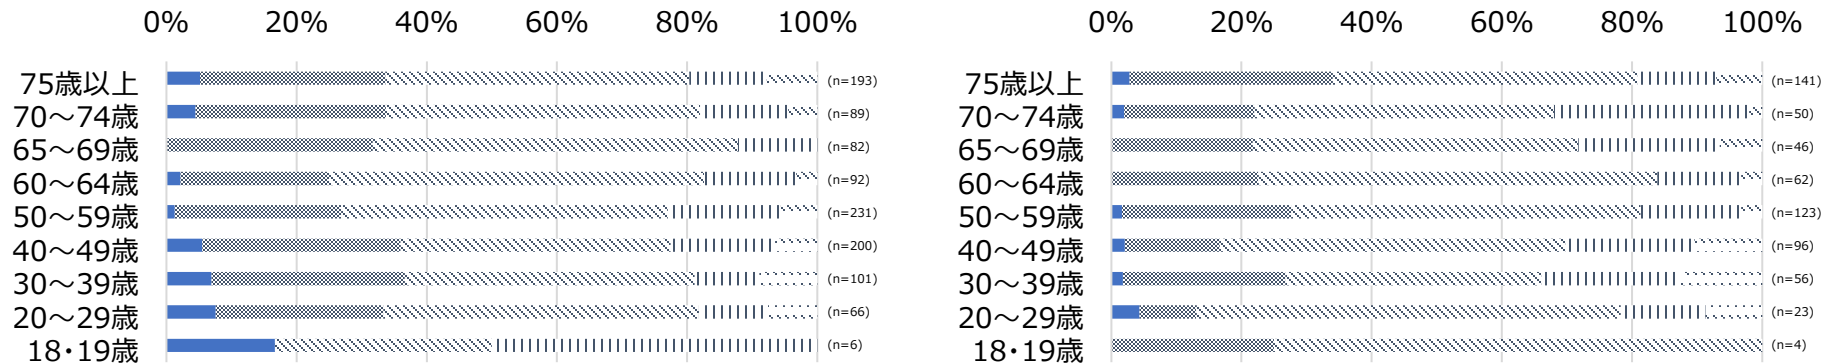 0% 20% 40% 60% 80% 100%
75歳以上 (n=193)
70～74歳 (n=89)
65～69歳 (n=82)
60～64歳 (n=92)
50～59歳 (n=231)
40～49歳 (n=200)
30～39歳 (n=101)
20～29歳 (n=66)
18・19歳 (n=6)
0% 20% 40% 60% 80% 100%
75歳以上 (n=141)
70～74歳 (n=50)
65～69歳 (n=46)
60～64歳 (n=62)
50～59歳 (n=123)
40～49歳 (n=96)
30～39歳 (n=56)
20～29歳 (n=23)
18・19歳 (n=4)